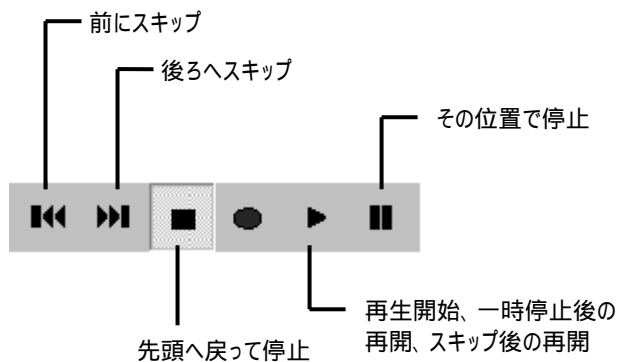 前にスキップ
後ろへスキップ
その位置で停止
再生開始、一時停止後の
再開、スキップ後の再開
先頭へ戻って停止